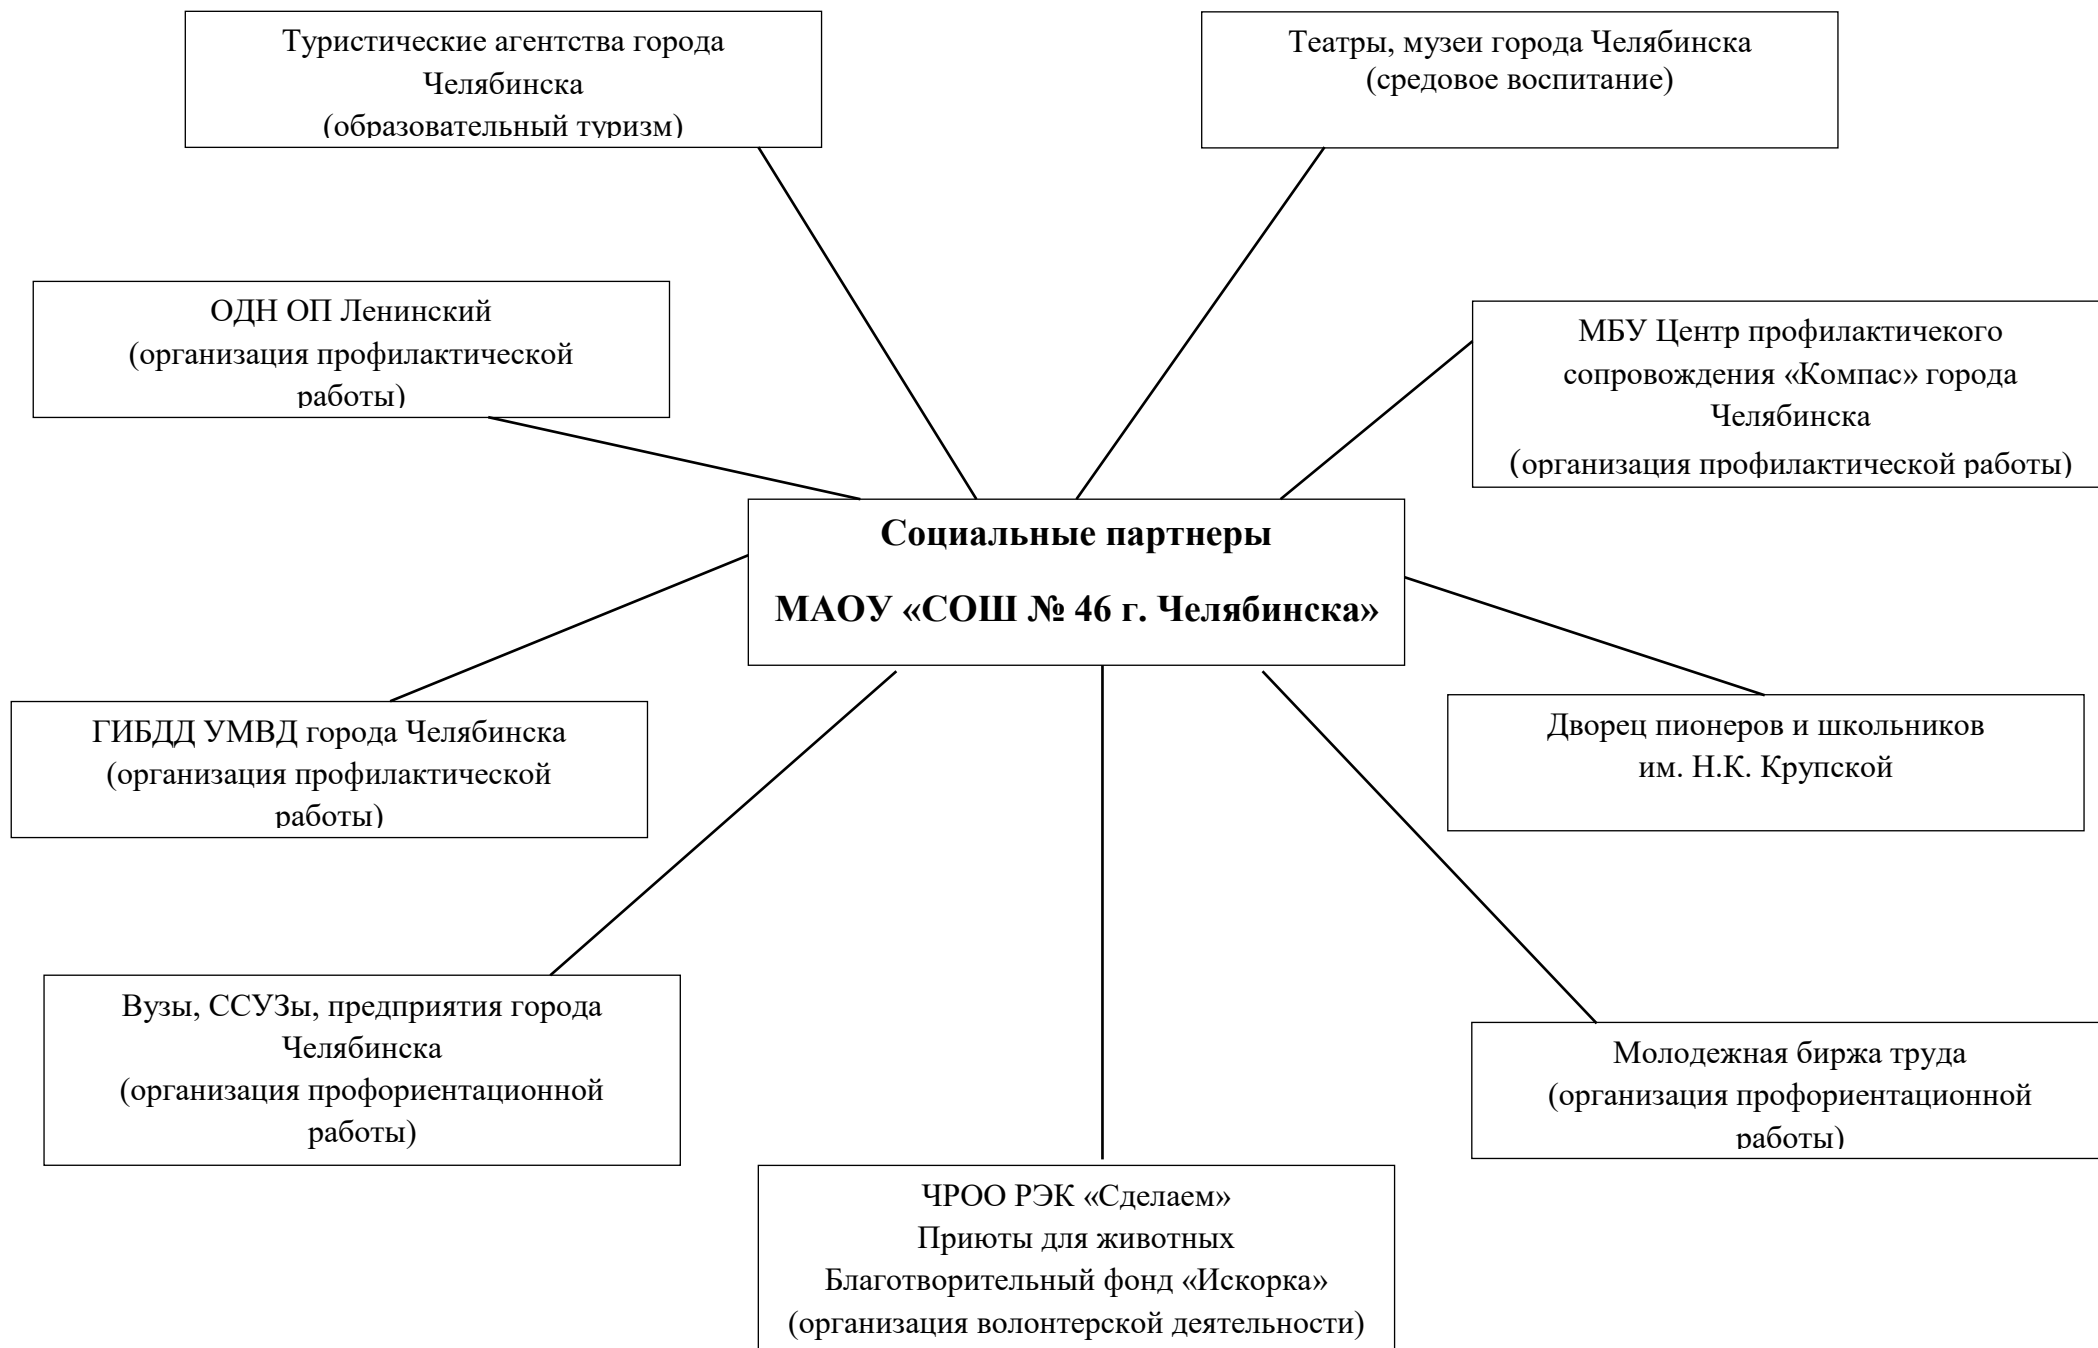 Туристические агентства города
Челябинска
(образовательный туризм)
Театры, музеи города Челябинска
(средовое воспитание)
ОДН ОП Ленинский
(организация профилактической
работы)
МБУ Центр профилактичекого
сопровождения «Компас» города
Челябинска
(организация профилактической работы)
Социальные партнеры
МАОУ «СОШ № 46 г. Челябинска»
ГИБДД УМВД города Челябинска
(организация профилактической
работы)
Дворец пионеров и школьников
им. Н.К. Крупской
Вузы, ССУЗы, предприятия города
Челябинска
(организация профориентационной
работы)
Молодежная биржа труда
(организация профориентационной
работы)
ЧРОО РЭК «Сделаем»
Приюты для животных
Благотворительный фонд «Искорка»
(организация волонтерской деятельности)